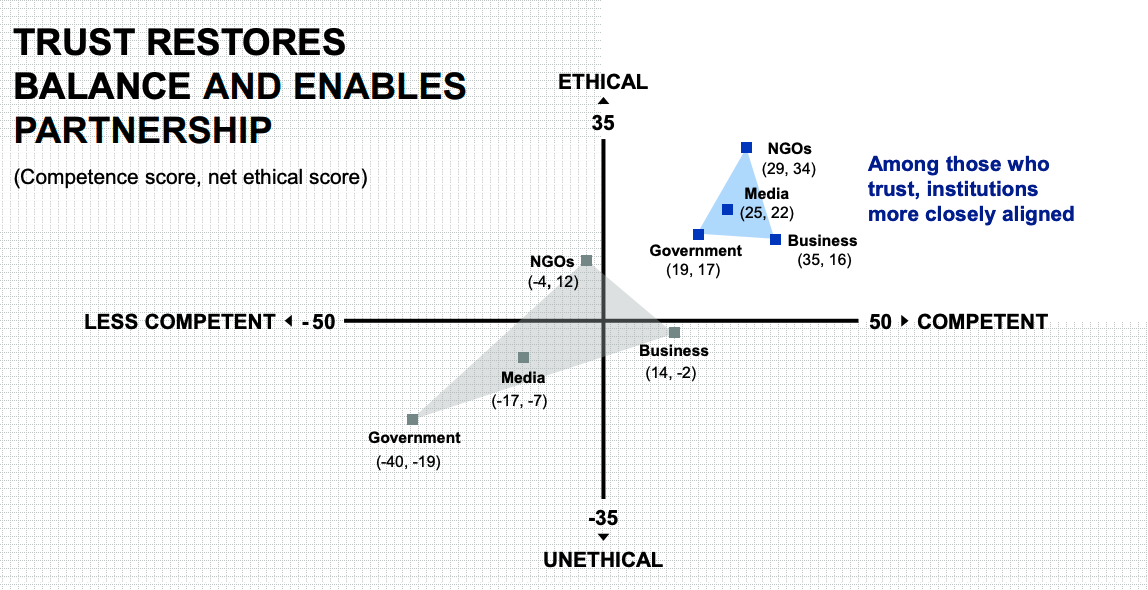 TRUST RESTORES
BALANCE AND ENABLES
PARTNERSHIP
(Competence score, net ethical score)
ETHICAL
35
NGOs
(29, 34)
Media
(25, 22)
Government
(19, 17)
Business
(35, 16)
Among those who
trust, institutions
more closely aligned
NGOs
(-4, 12)
LESS COMPETENT
- 50
50
COMPETENT
Business
(14, -2)
Media
(-17, -7)
Government
(-40, -19)
-35
UNETHICAL